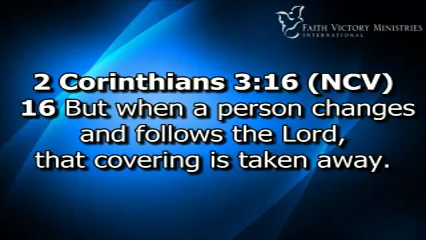 FAITH VICTORY MINISTRIES
INTERNATIONAL
2 Corinthians 3:16 (NCV)
16 But when a person changes
and follows the Lord,
that covering is taken away.